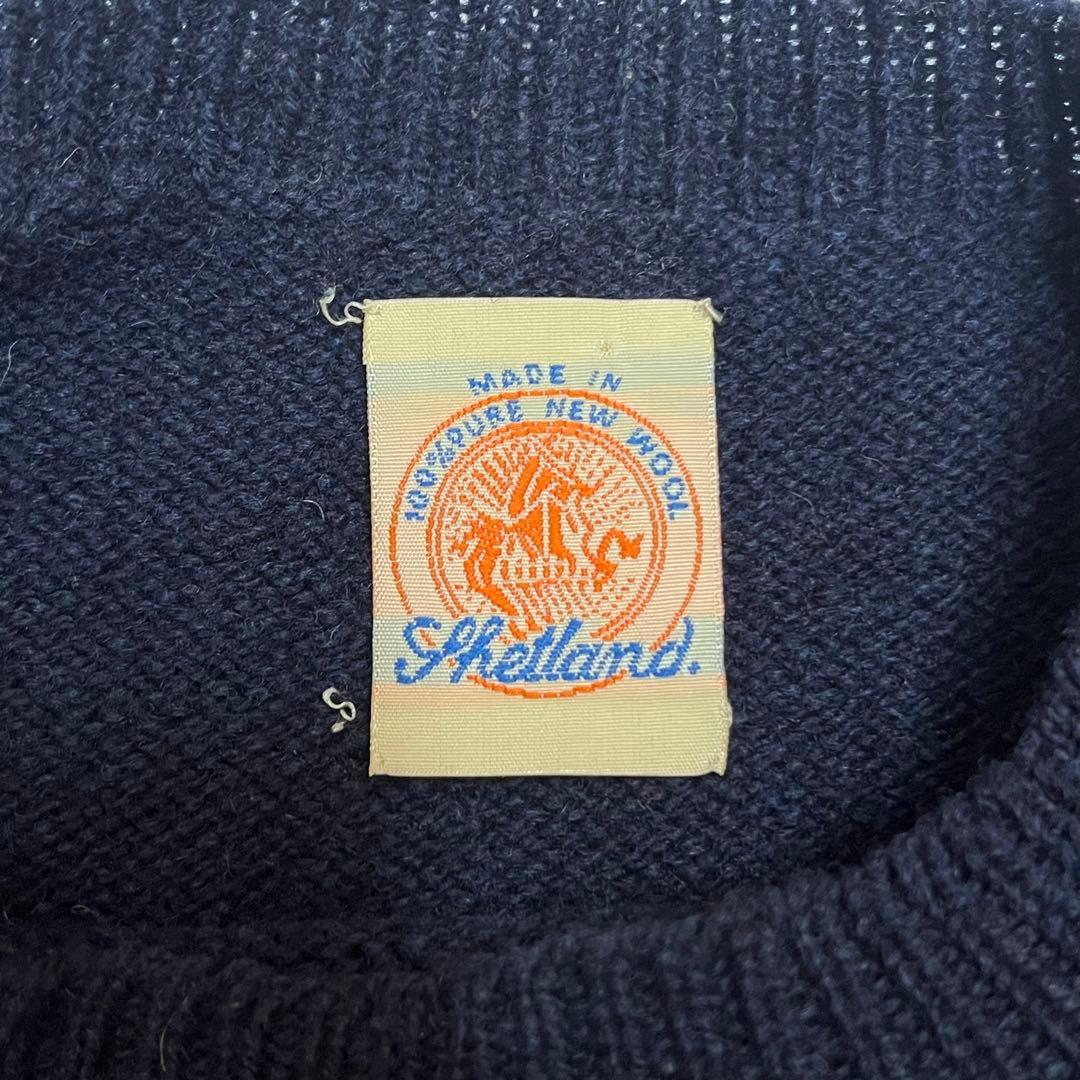 MADE IN
100% PURE NEW WOOL
Shetland.